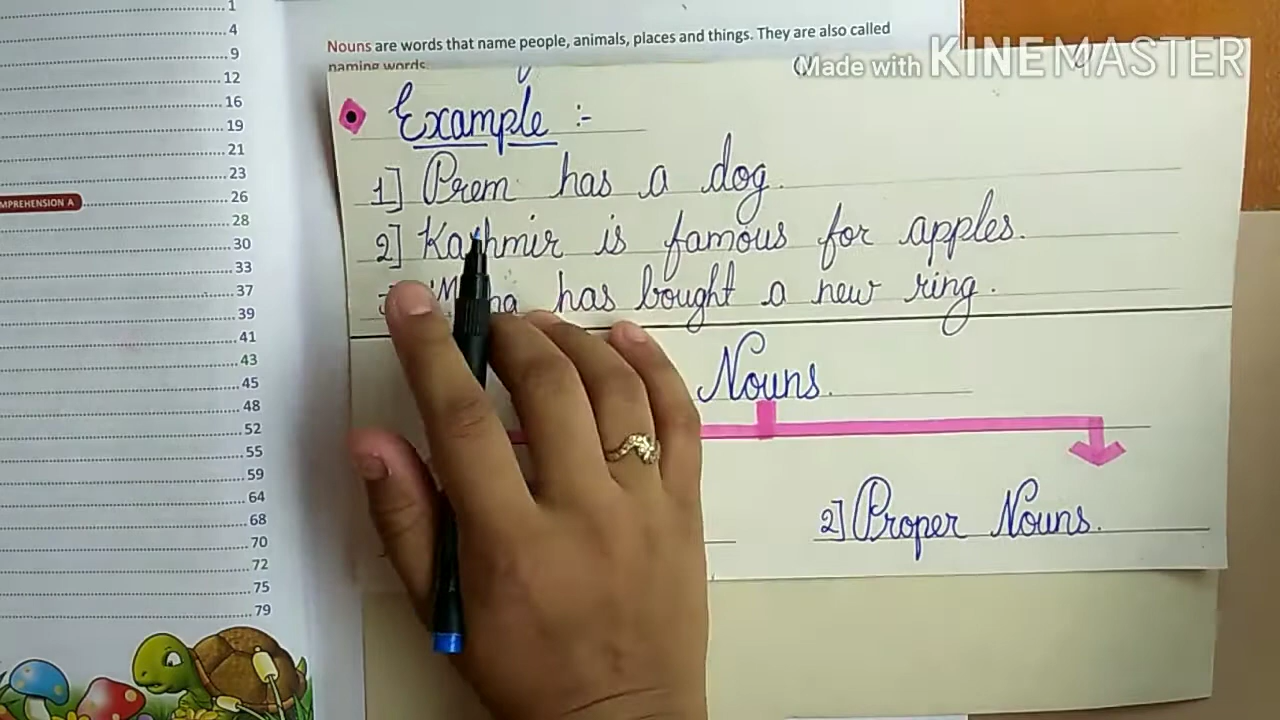 1
4
9
12
16
19
21
23
MPREHENSION A 26
28
30
33
37
39
41
43
45
48
52
55
59
64
68
70
72
75
79
Nouns are words that name people, animals, places and things. They are also called
naming words.
Made with KINEMASTER
Example :-
1] Prem has a dog.
2] Kashmir is famous for apples.
has bought a new ring.
Nouns.
2] Proper Nouns.